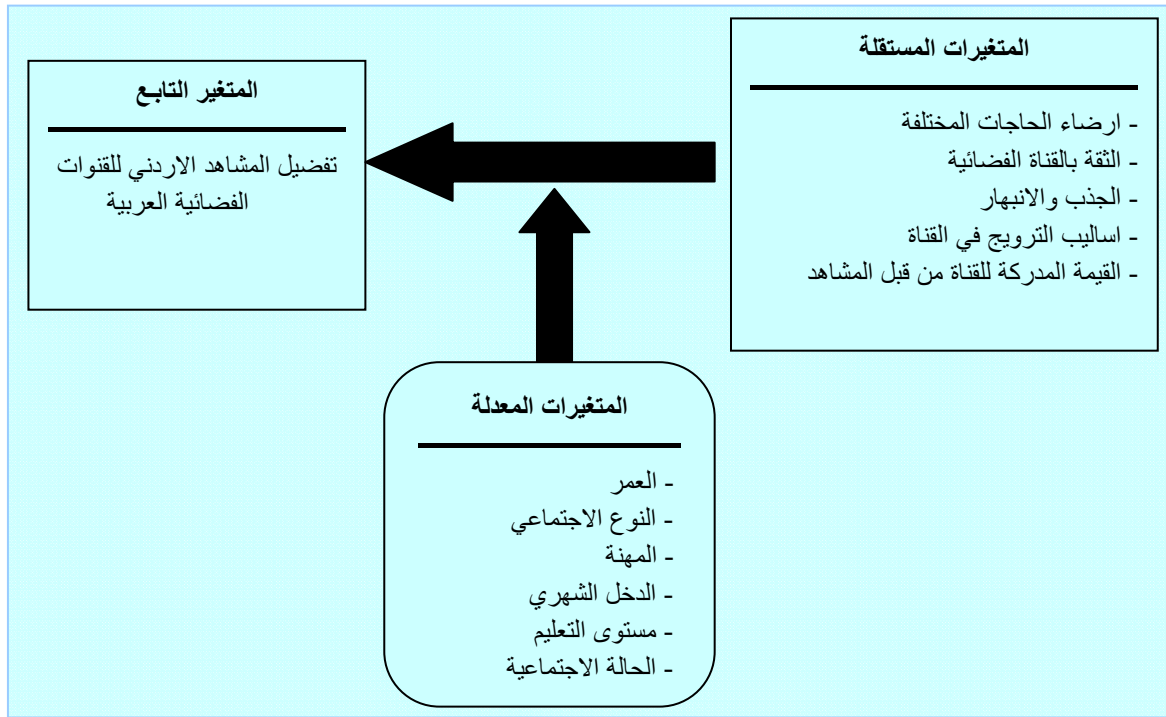 المتغيرات المستقلة
- ارضاء الحاجات المختلفة
- الثقة بالقناة الفضائية
- الجذب والانبهار
- اساليب الترويج في القناة
- القيمة المدركة للقناة من قبل المشاهد
المتغير التابع
تفضيل المشاهد الاردني للقنوات
الفضائية العربية
المتغيرات المعدلة
- العمر
- النوع الاجتماعي
- المهنة
- الدخل الشهري
- مستوى التعليم
- الحالة الاجتماعية